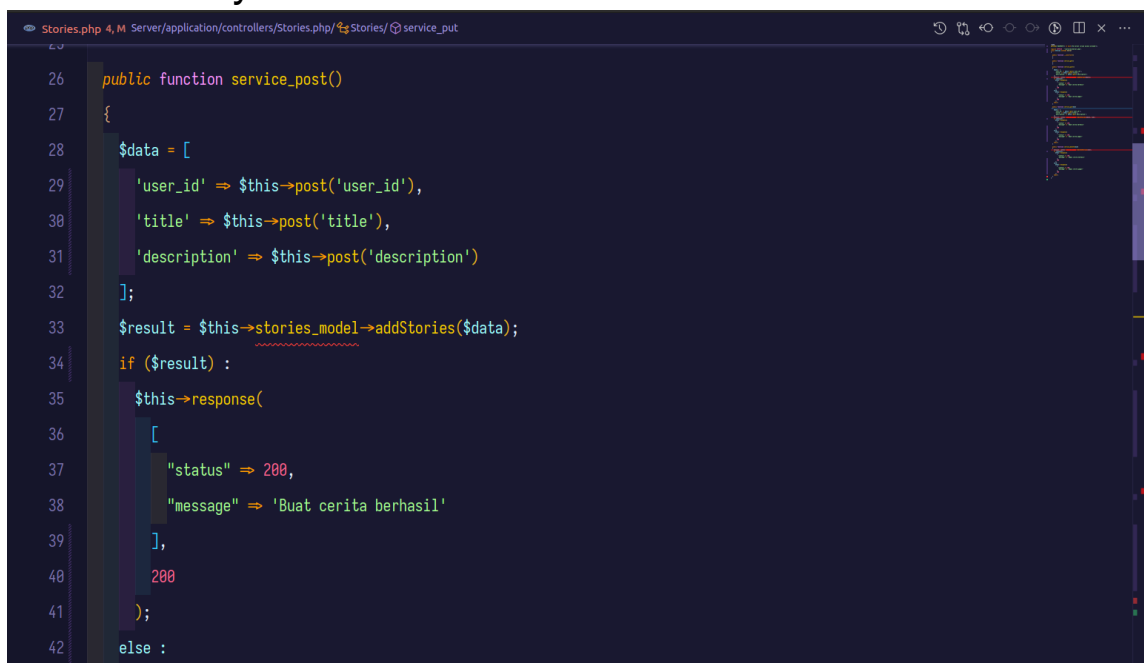 Stories.php 4, M Server/application/controllers/Stories.php/ Stories/ service_put
25
26 public function service_post()
27 {
28 $data = [
29 'user_id' => $this->post('user_id'),
30 'title' => $this->post('title'),
31 'description' => $this->post('description')
32 ];
33 $result = $this->stories_model->addStories($data);
34 if ($result) :
35 $this->response(
36 [
37 "status" => 200,
38 "message" => 'Buat cerita berhasil'
39 ],
40 200
41 );
42 else :